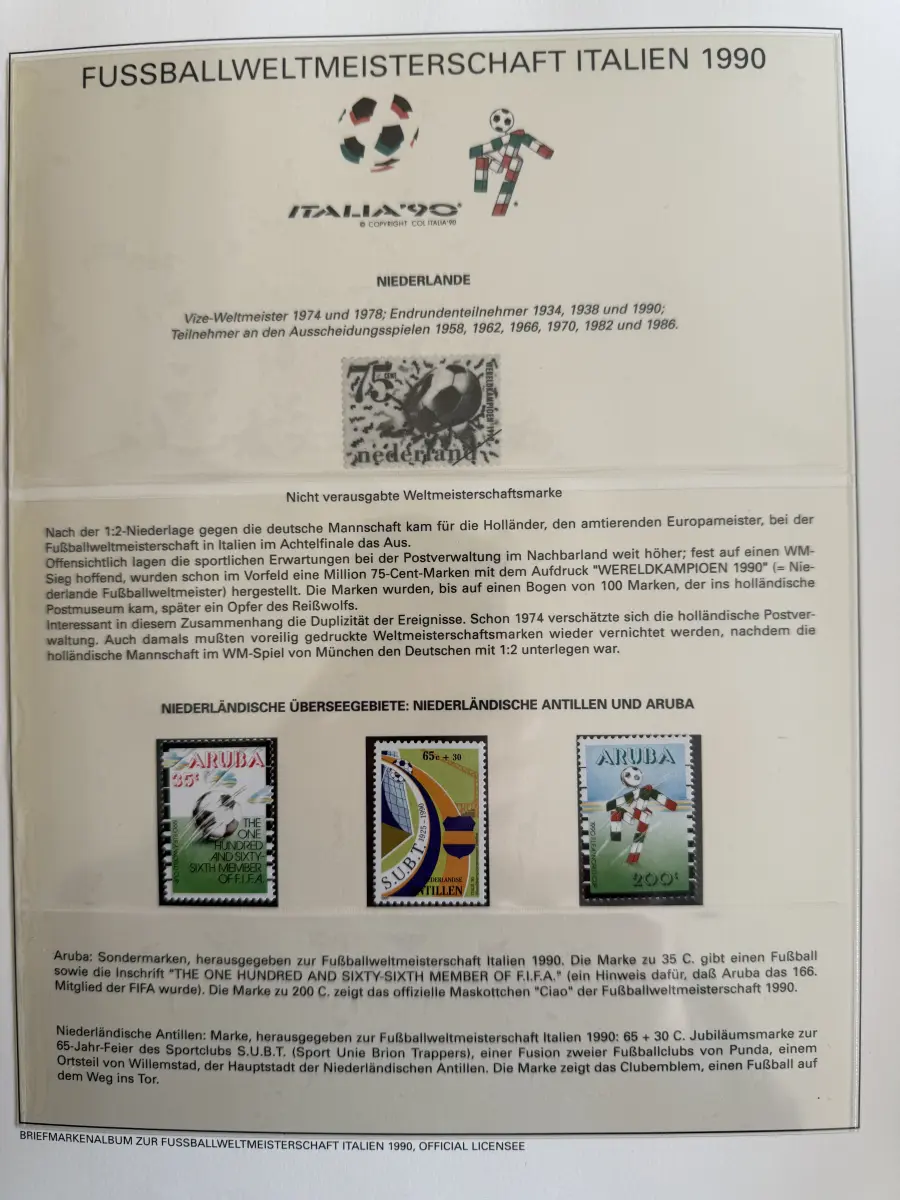 FUSSBALLWELTMEISTERSCHAFT ITALIEN 1990
ITALIA'90
© COPYRIGHT COL ITALIA'90
NIEDERLANDE
Vize-Weltmeister 1974 und 1978; Endrundenteilnehmer 1934, 1938 und 1990;
Teilnehmer an den Ausscheidungsspielen 1958, 1962, 1966, 1970, 1982 und 1986.
75 CENT
WERELDKAMPIOEN 1990
nederland
Nicht verausgabte Weltmeisterschaftsmarke
Nach der 1:2-Niederlage gegen die deutsche Mannschaft kam für die Holländer, den amtierenden Europameister, bei der
Fußballweltmeisterschaft in Italien im Achtelfinale das Aus.
Offensichtlich lagen die sportlichen Erwartungen bei der Postverwaltung im Nachbarland weit höher; fest auf einen WM-
Sieg hoffend, wurden schon im Vorfeld eine Million 75-Cent-Marken mit dem Aufdruck "WERELDKAMPIOEN 1990" (= Nie-
derlande Fußballweltmeister) hergestellt. Die Marken wurden, bis auf einen Bogen von 100 Marken, der ins holländische
Postmuseum kam, später ein Opfer des Reißwolfs.
Interessant in diesem Zusammenhang die Duplizität der Ereignisse. Schon 1974 verschätzte sich die holländische Postver-
waltung. Auch damals mußten voreilig gedruckte Weltmeisterschaftsmarken wieder vernichtet werden, nachdem die
holländische Mannschaft im WM-Spiel von München den Deutschen mit 1:2 unterlegen war.
NIEDERLÄNDISCHE ÜBERSEEGEBIETE: NIEDERLÄNDISCHE ANTILLEN UND ARUBA
ARUBA
35c
THE
ONE
HUNDRED
AND SIXTY-
SIXTH MEMBER
OF F.I.F.A.
65c + 30
S.U.B.T. 1925-1990
NEDERLANDSE
ANTILLEN
ARUBA
200c
Aruba: Sondermarken, herausgegeben zur Fußballweltmeisterschaft Italien 1990. Die Marke zu 35 C. gibt einen Fußball
sowie die Inschrift "THE ONE HUNDRED AND SIXTY-SIXTH MEMBER OF F.I.F.A." (ein Hinweis dafür, daß Aruba das 166.
Mitglied der FIFA wurde). Die Marke zu 200 C. zeigt das offizielle Maskottchen "Ciao" der Fußballweltmeisterschaft 1990.
Niederländische Antillen: Marke, herausgegeben zur Fußballweltmeisterschaft Italien 1990: 65 + 30 C. Jubiläumsmarke zur
65-Jahr-Feier des Sportclubs S.U.B.T. (Sport Unie Brion Trappers), einer Fusion zweier Fußballclubs von Punda, einem
Ortsteil von Willemstad, der Hauptstadt der Niederländischen Antillen. Die Marke zeigt das Clubemblem, einen Fußball auf
dem Weg ins Tor.
BRIEFMARKENALBUM ZUR FUSSBALLWELTMEISTERSCHAFT ITALIEN 1990, OFFICIAL LICENSEE